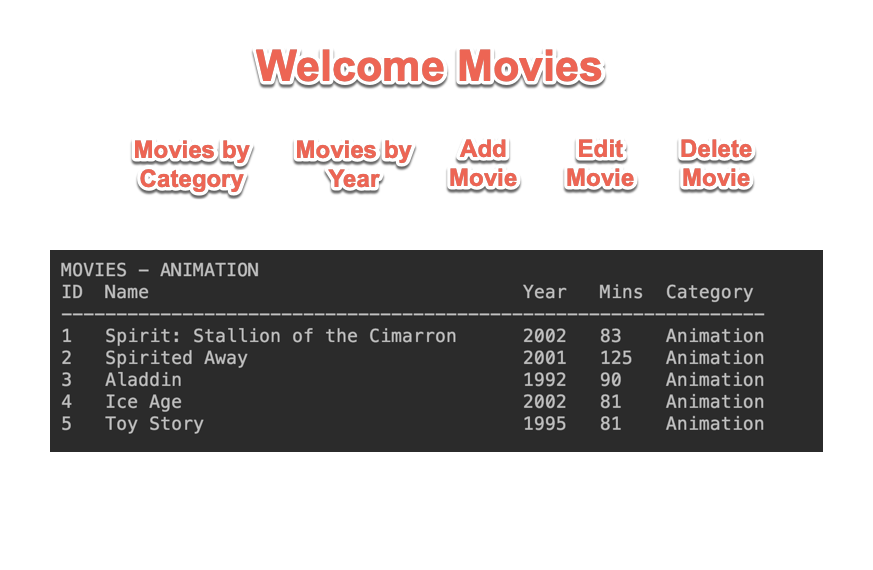 Welcome Movies
Movies by Category
Movies by Year
Add Movie
Edit Movie
Delete Movie
MOVIES – ANIMATION
ID Name Year Mins Category
----------------------------------------------------------------
1 Spirit: Stallion of the Cimarron 2002 83 Animation
2 Spirited Away 2001 125 Animation
3 Aladdin 1992 90 Animation
4 Ice Age 2002 81 Animation
5 Toy Story 1995 81 Animation